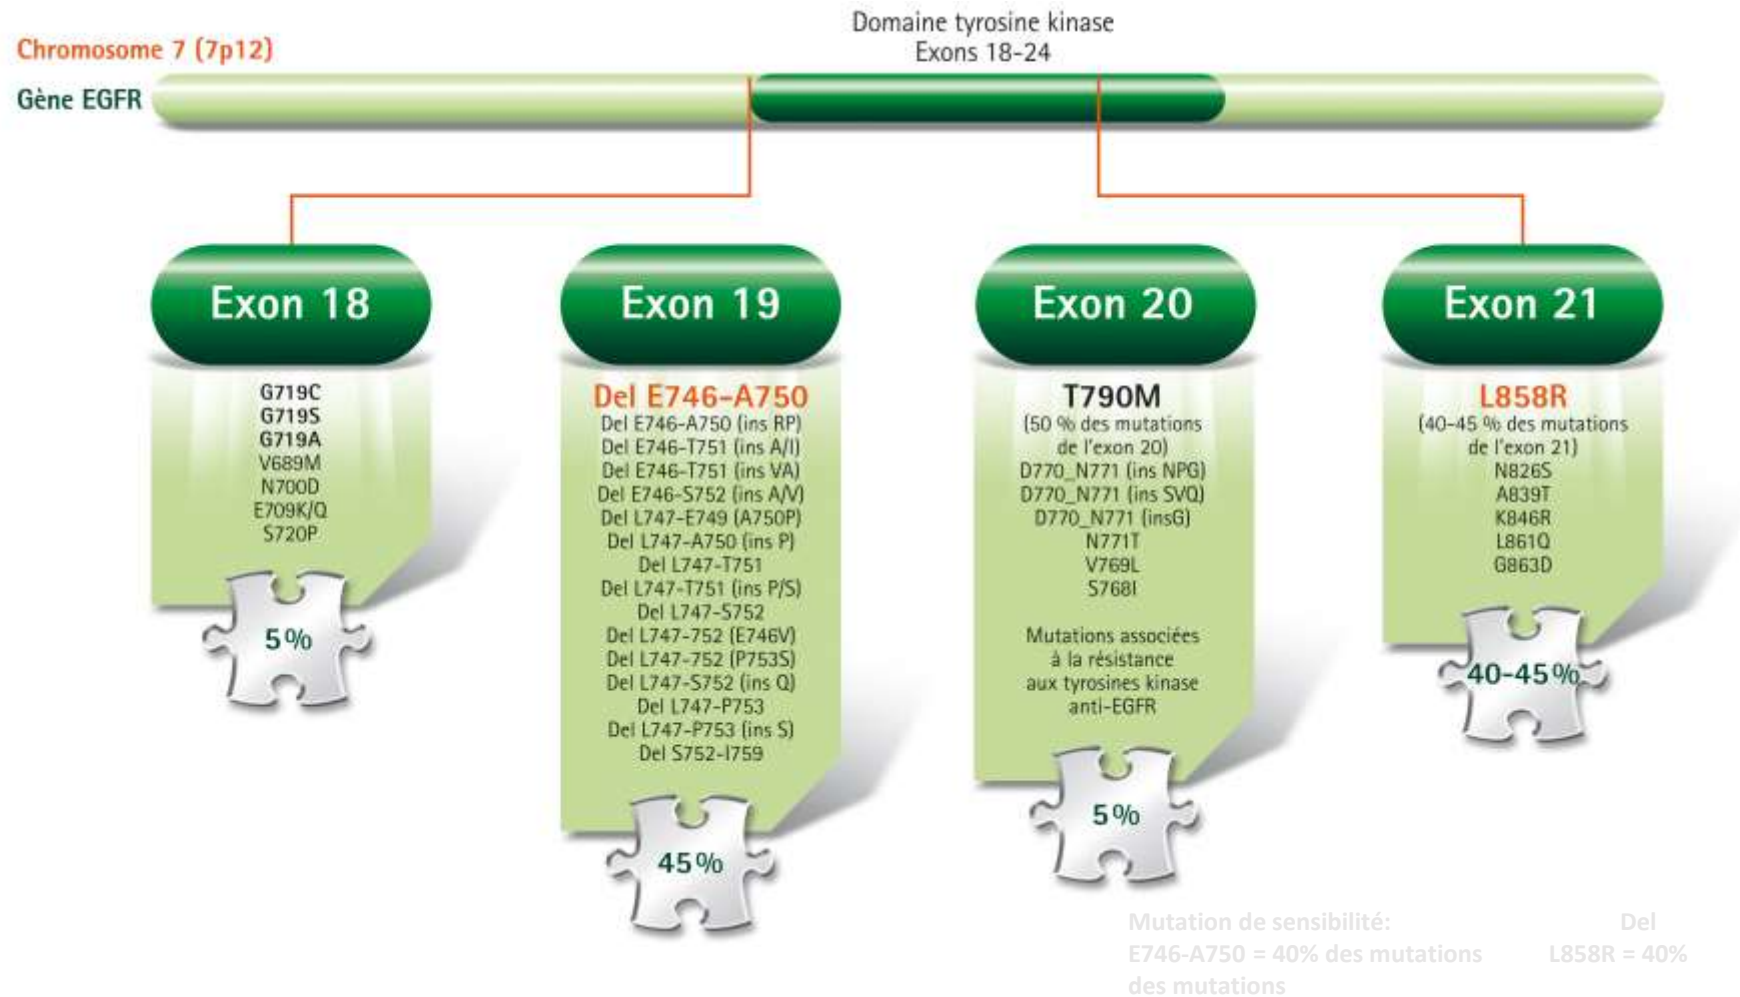 Domaine tyrosine kinase
Exons 18-24
Chromosome 7 (7p12)
Gène EGFR
Exon 18
G719C
G719S
G719A
V689M
N700D
E709K/Q
S720P
5%
Exon 19
Del E746-A750
Del E746-A750 (ins RP)
Del E746-T751 (ins A/I)
Del E746-T751 (ins VA)
Del E746-S752 (ins A/V)
Del L747-E749 (A750P)
Del L747-A750 (ins P)
Del L747-T751
Del L747-T751 (ins P/S)
Del L747-S752
Del L747-752 (E746V)
Del L747-752 (P753S)
Del L747-S752 (ins Q)
Del L747-P753
Del L747-P753 (ins S)
Del S752-I759
45%
Exon 20
T790M
(50 % des mutations
de l'exon 20)
D770_N771 (ins NPG)
D770_N771 (ins SVQ)
D770_N771 (insG)
N771T
V769L
S768I
Mutations associées
à la résistance
aux tyrosines kinase
anti-EGFR
5%
Exon 21
L858R
(40-45 % des mutations
de l'exon 21)
N826S
A839T
K846R
L861Q
G863D
40-45%
Mutation de sensibilité: Del
E746-A750 = 40% des mutations L858R = 40%
des mutations